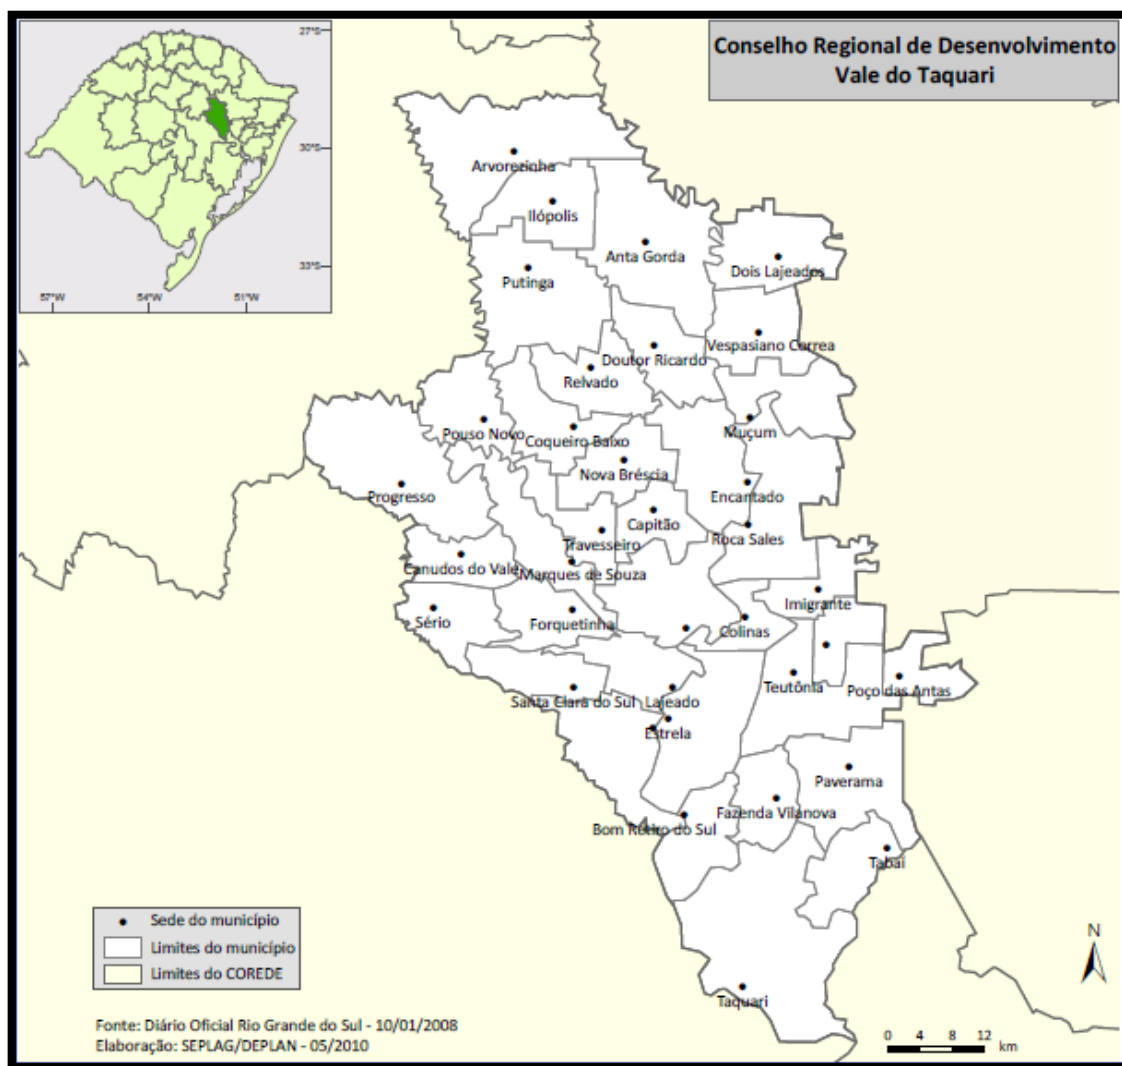 Conselho Regional de Desenvolvimento
Vale do Taquari
27°S
30°S
33°S
57°W
54°W
51°W
Arvorezinha
Ilópolis
Anta Gorda
Dois Lajeados
Putinga
Vespasiano Correa
Doutor Ricardo
Relvado
Muçum
Pouso Novo
Coqueiro Baixo
Nova Bréscia
Progresso
Encantado
Capitão
Roca Sales
Travesseiro
Canudos do Vale
Marques de Souza
Imigrante
Sério
Forquetinha
Colinas
Teutônia
Poço das Antas
Santa Clara do Sul
Lajeado
Estrela
Paverama
Fazenda Vilanova
Bom Retiro do Sul
Tabaí
Taquari
Sede do município
Limites do município
Limites do COREDE
Fonte: Diário Oficial Rio Grande do Sul - 10/01/2008
Elaboração: SEPLAG/DEPLAN - 05/2010
N
0 4 8 12
km